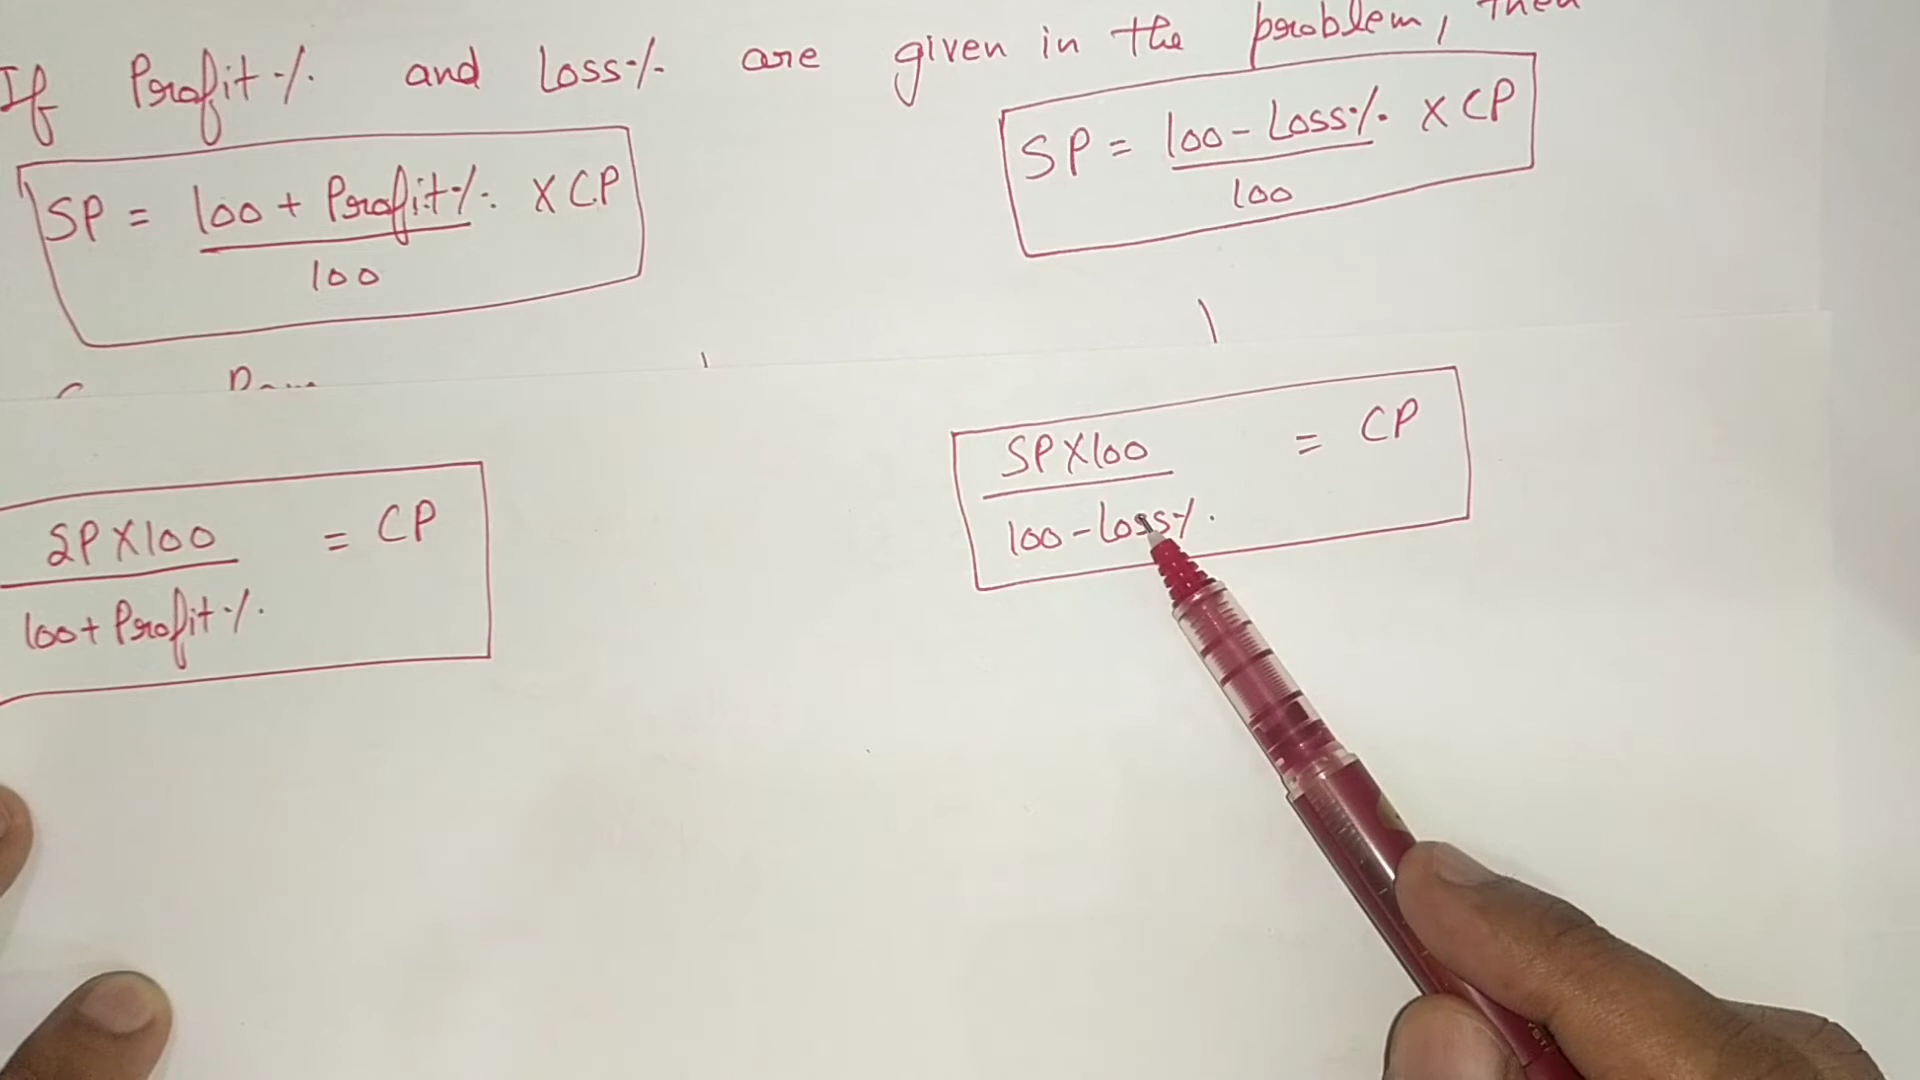 If Profit % and Loss % are given in the problem, then
SP = 100 + Profit % X CP
100
SP = 100 - Loss % X CP
100
SP X 100 = CP
100 + Profit %
SP X 100 = CP
100 - Loss %